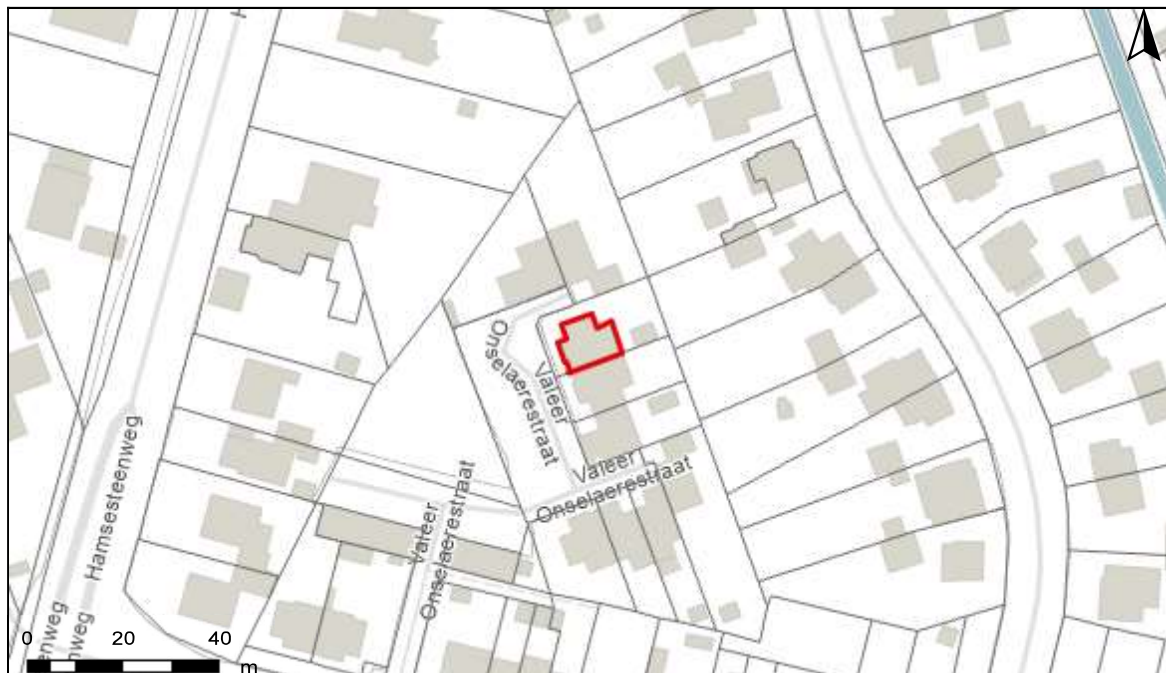 Onselaerestraat
Valeer
Valeer
Onselaerestraat
Valeer
Onselaerestraat
Hamsesteenweg
enweg
nweg
0 20 40
m